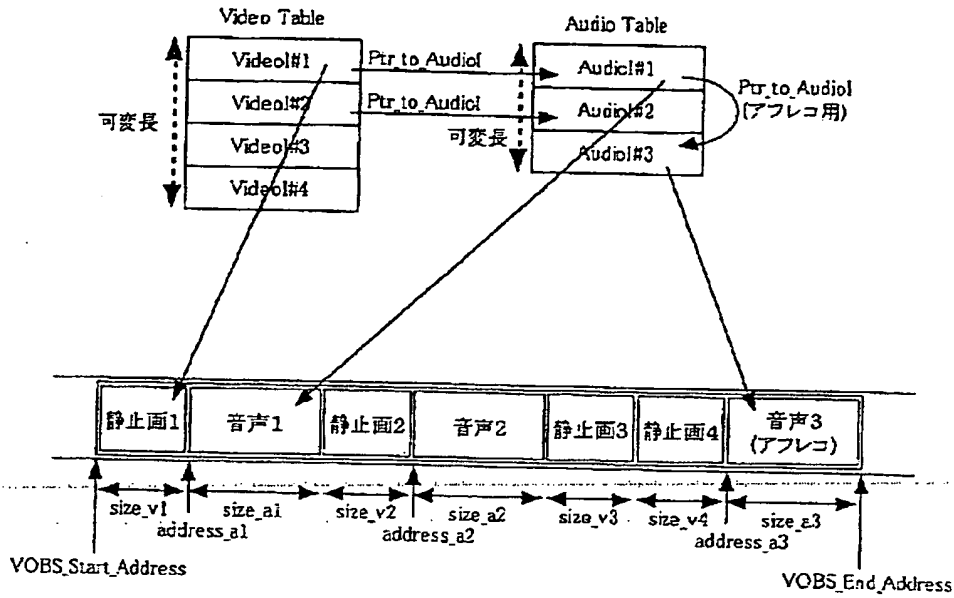 Video Table
VideoI#1
VideoI#2
VideoI#3
VideoI#4
可変長
Ptr_to_AudioI
Ptr_to_AudioI
Audio Table
AudioI#1
AudioI#2
AudioI#3
可変長
Ptr_to_AudioI
(アフレコ用)
静止画1
音声1
静止画2
音声2
静止画3
静止画4
音声3
(アフレコ)
size_v1
size_a1
size_v2
size_a2
size_v3
size_v4
size_a3
address_a1
address_a2
address_a3
VOBS_Start_Address
VOBS_End_Address